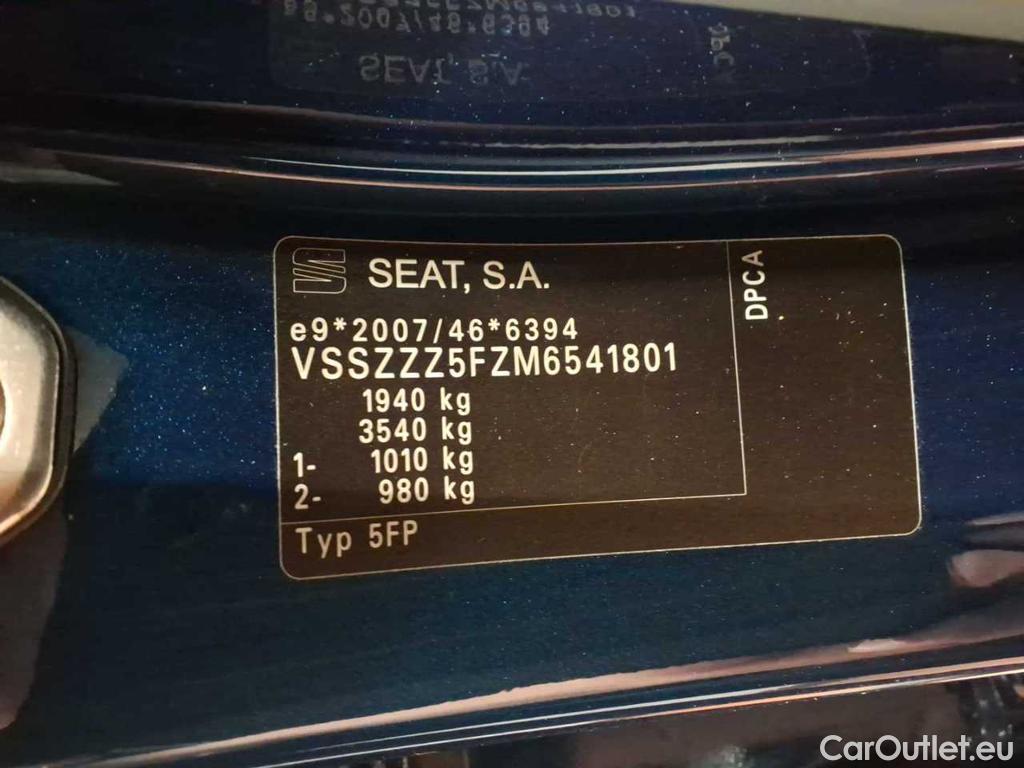 SEAT, S.A.
DPCA
e9*2007/46*6394
VSSZZZ5FZM6541801
1940 kg
3540 kg
1- 1010 kg
2- 980 kg
Typ 5FP
CarOutlet.eu